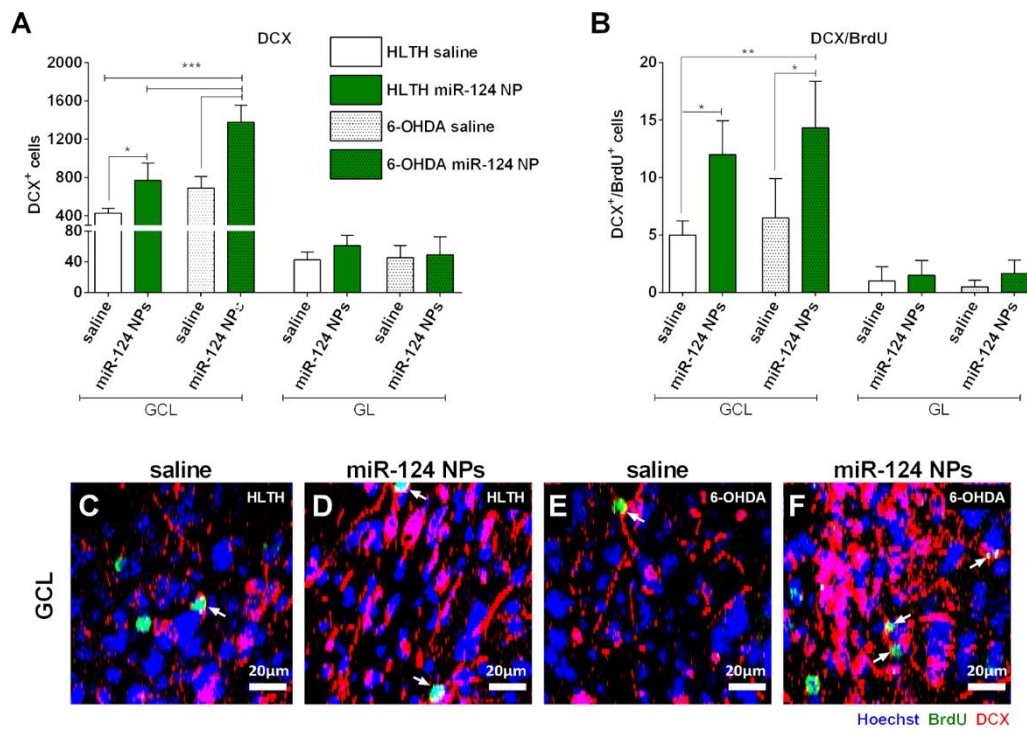 A
DCX
DCX+ cells
2000
1600
1200
800
400
80
40
0
*
***
saline
miR-124 NPs
saline
miR-124 NPs
saline
miR-124 NPs
saline
miR-124 NPs
GCL
GL
HLTH saline
HLTH miR-124 NP
6-OHDA saline
6-OHDA miR-124 NP
B
DCX/BrdU
DCX+/BrdU+ cells
20
15
10
5
0
*
**
*
saline
miR-124 NPs
saline
miR-124 NPs
saline
miR-124 NPs
saline
miR-124 NPs
GCL
GL
saline
miR-124 NPs
saline
miR-124 NPs
GCL
C
HLTH
20µm
D
HLTH
20µm
E
6-OHDA
20µm
F
6-OHDA
20µm
Hoechst BrdU DCX